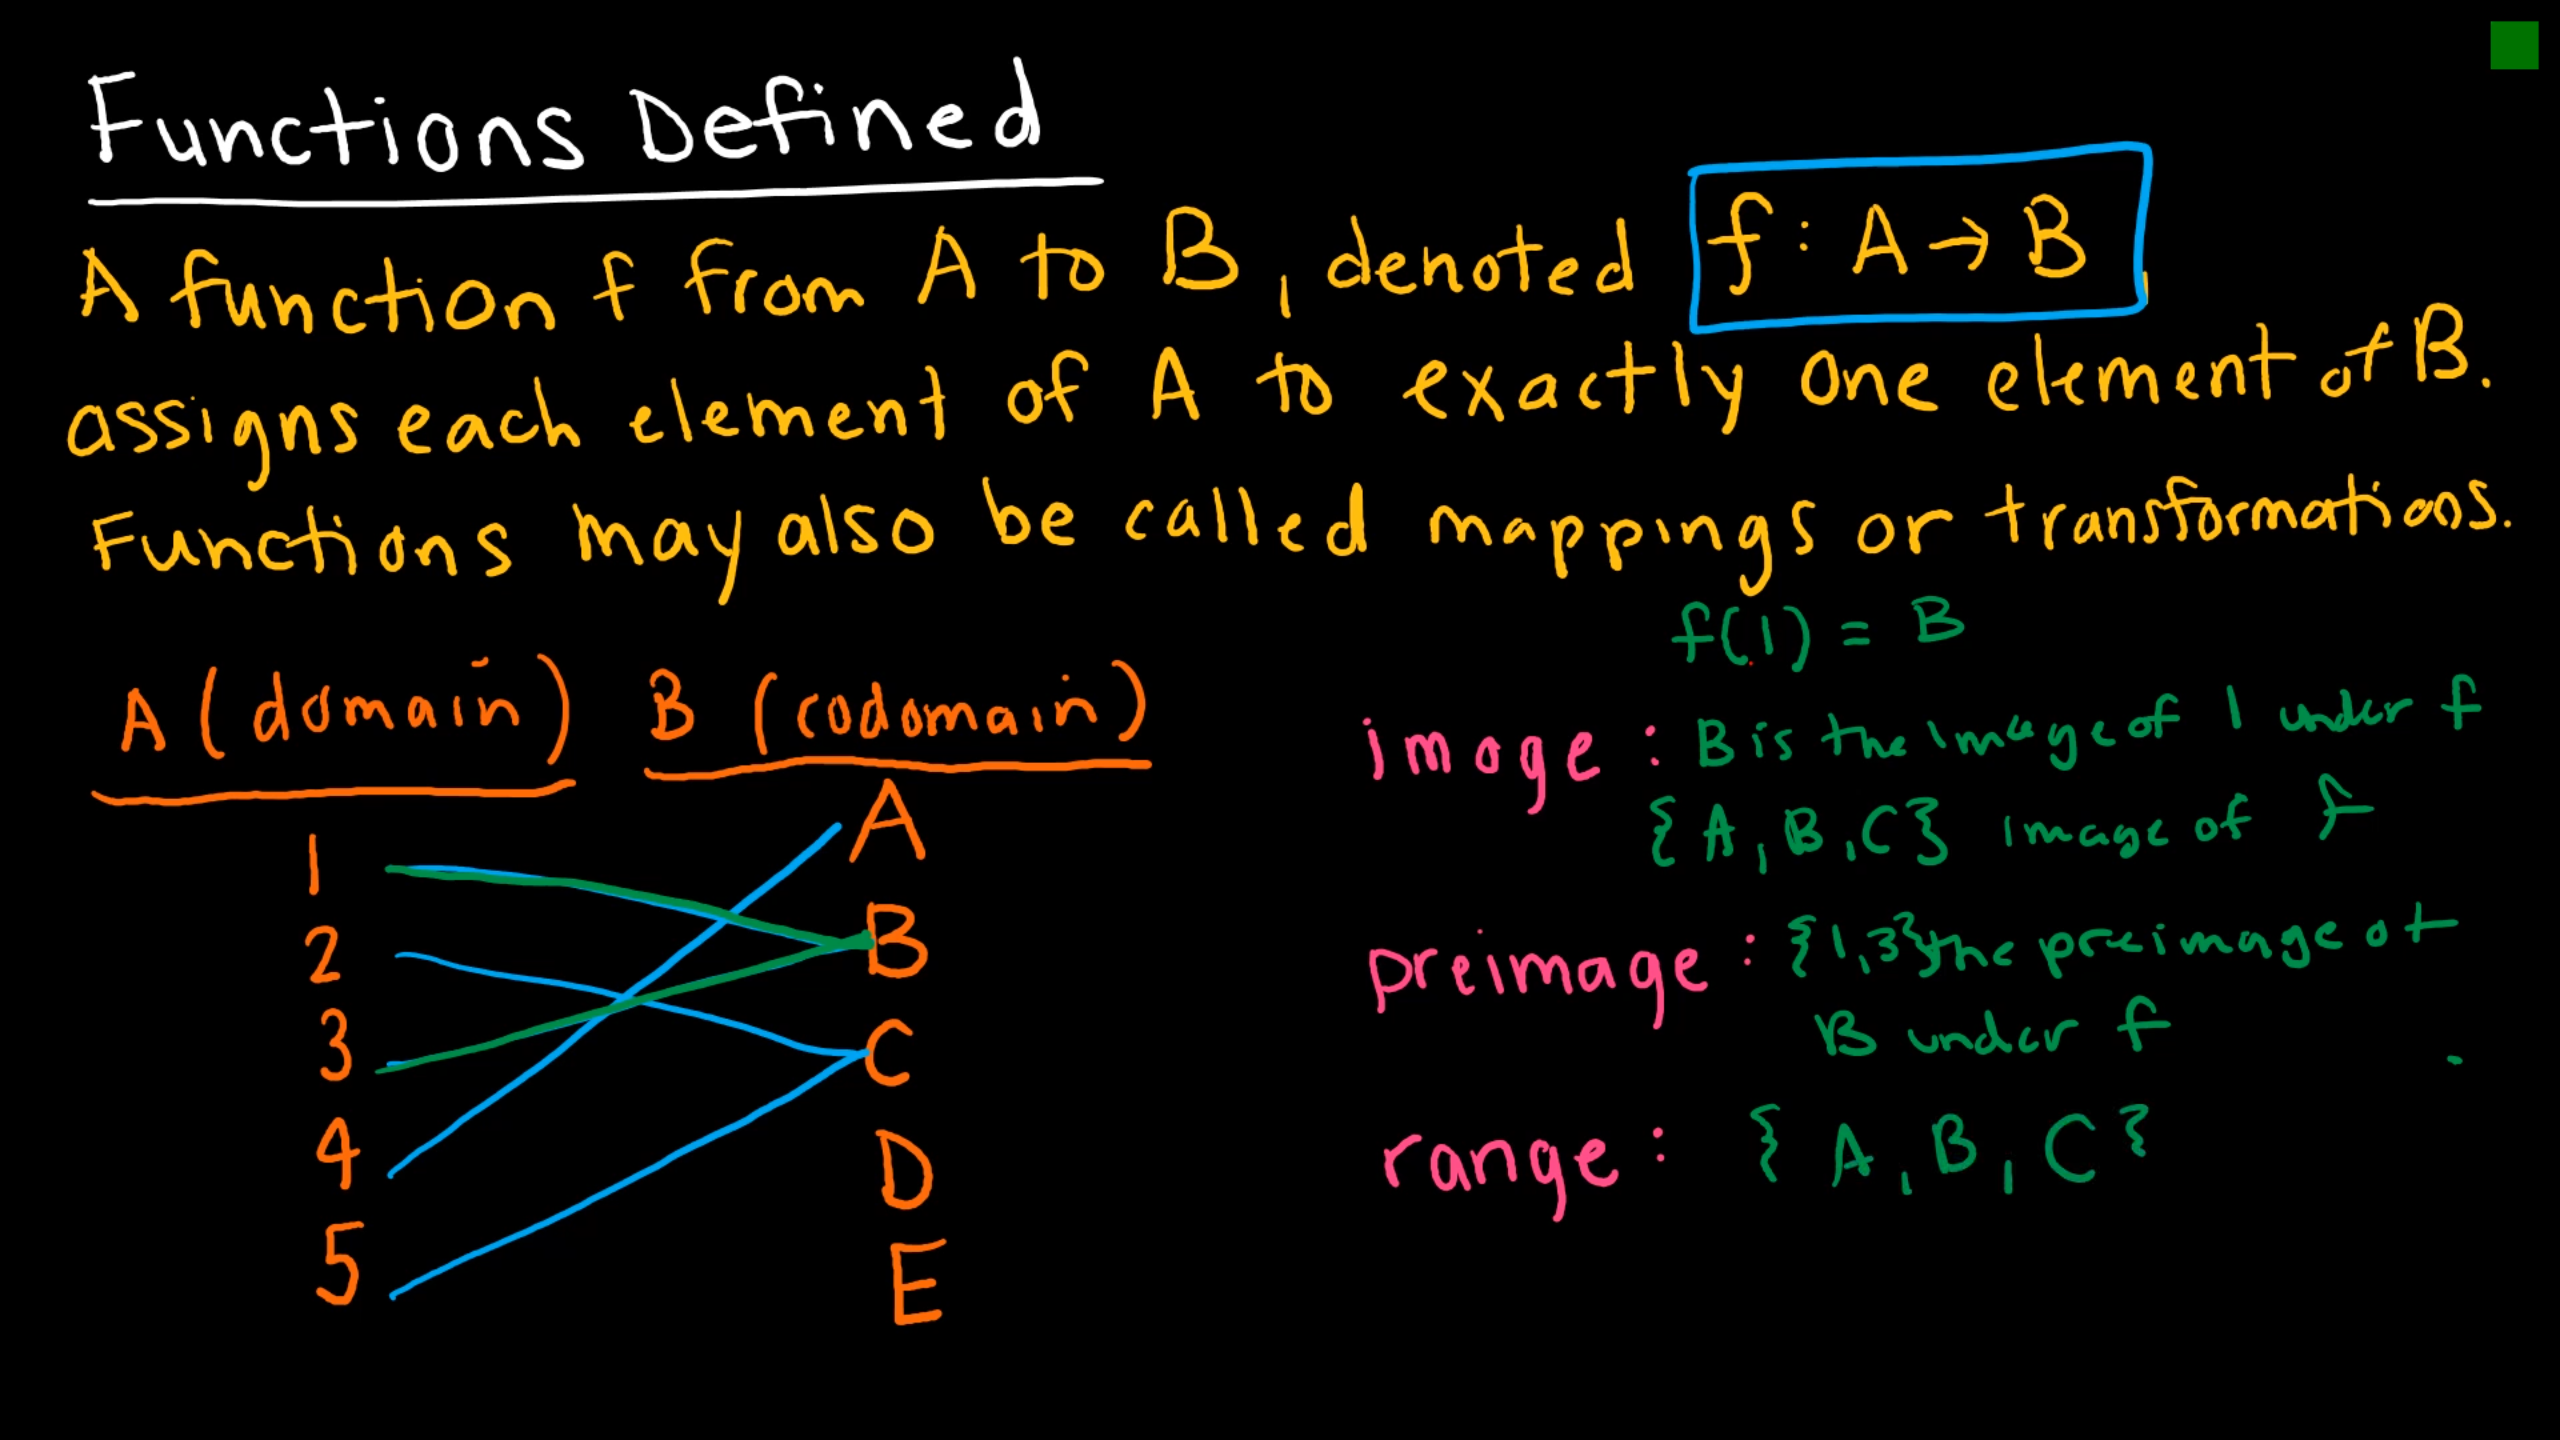 Functions Defined
A function f from A to B, denoted f: A → B,
assigns each element of A to exactly one element of B.
Functions may also be called mappings or transformations.
A (domain) B (codomain)
1
2
3
4
5
A
B
C
D
E
f(1) = B
image: B is the image of 1 under f
{A, B, C} image of f
preimage: {1,3} the preimage of
B under f
range: {A, B, C}